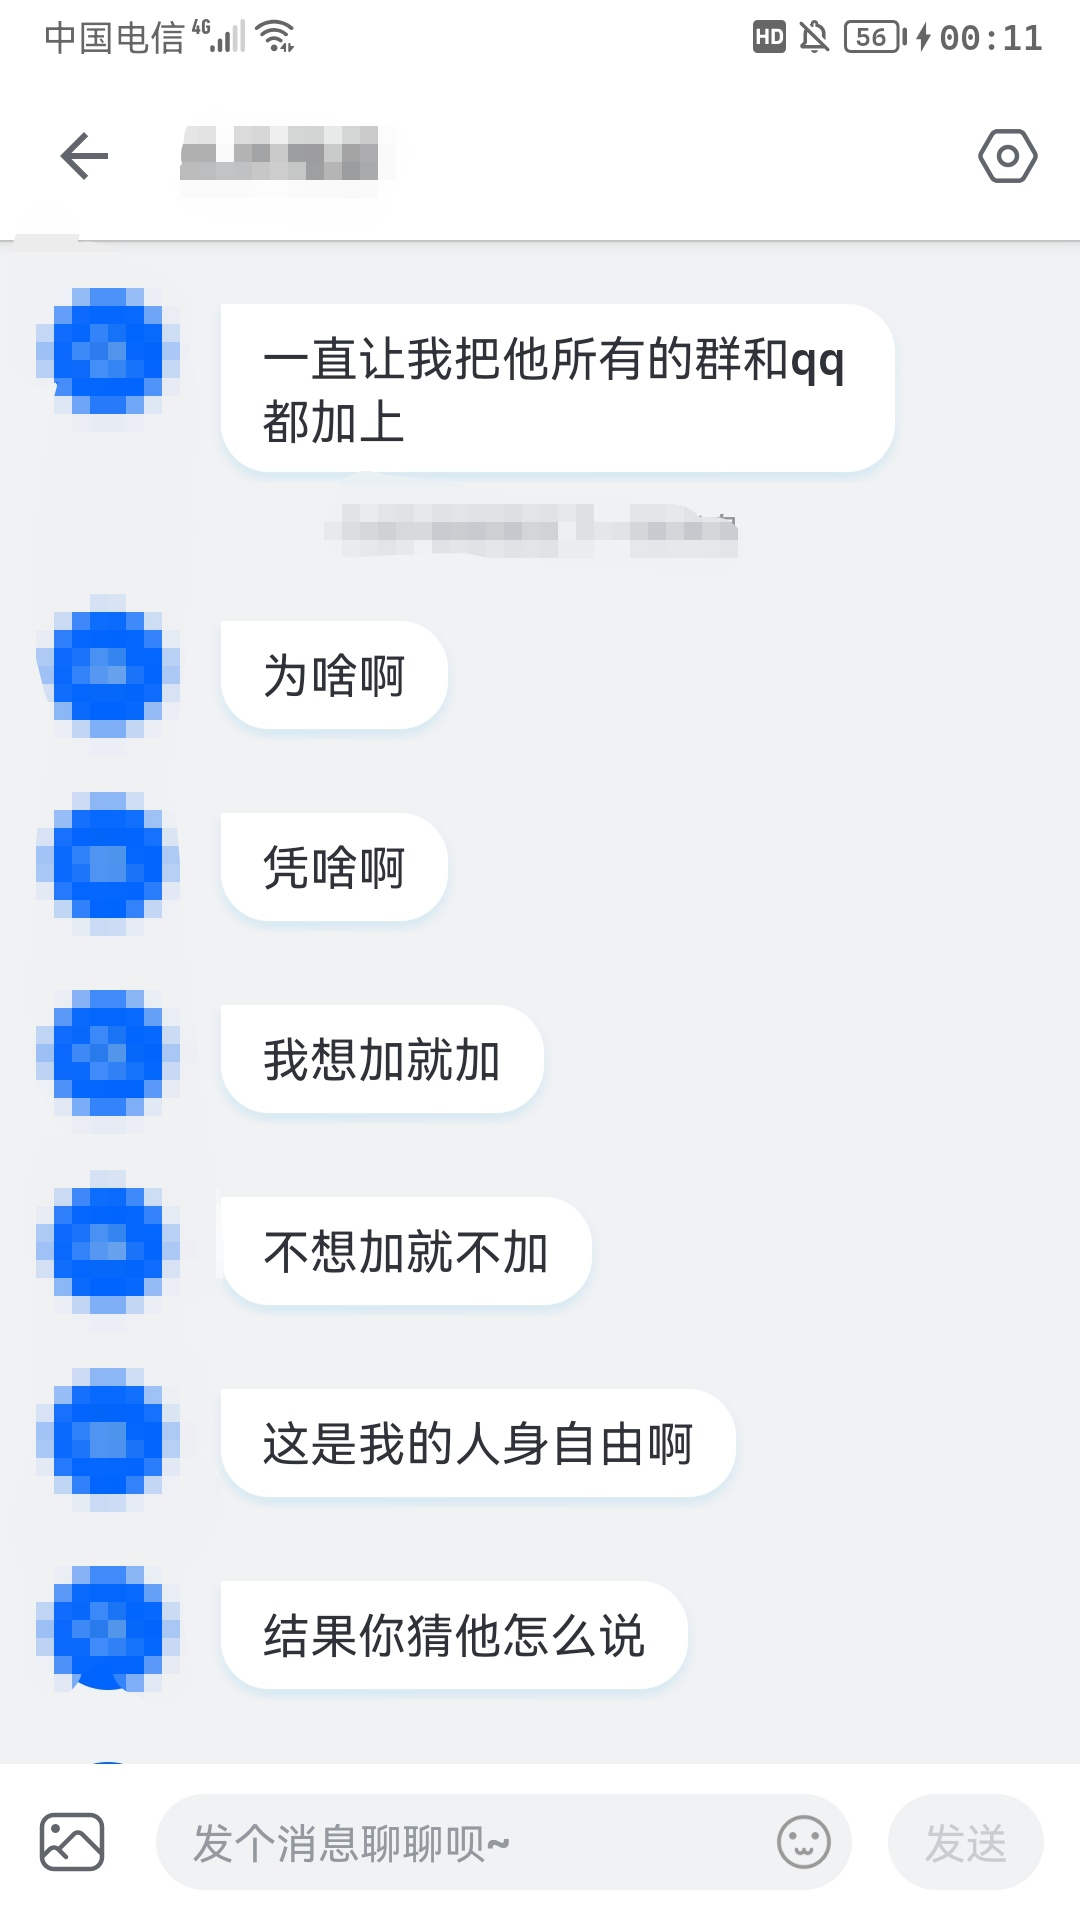 中国电信 4G HD 56 00:11
一直让我把他所有的群和qq
都加上
为啥啊
凭啥啊
我想加就加
不想加就不加
这是我的人身自由啊
结果你猜他怎么说
发个消息聊聊呗~ 发送